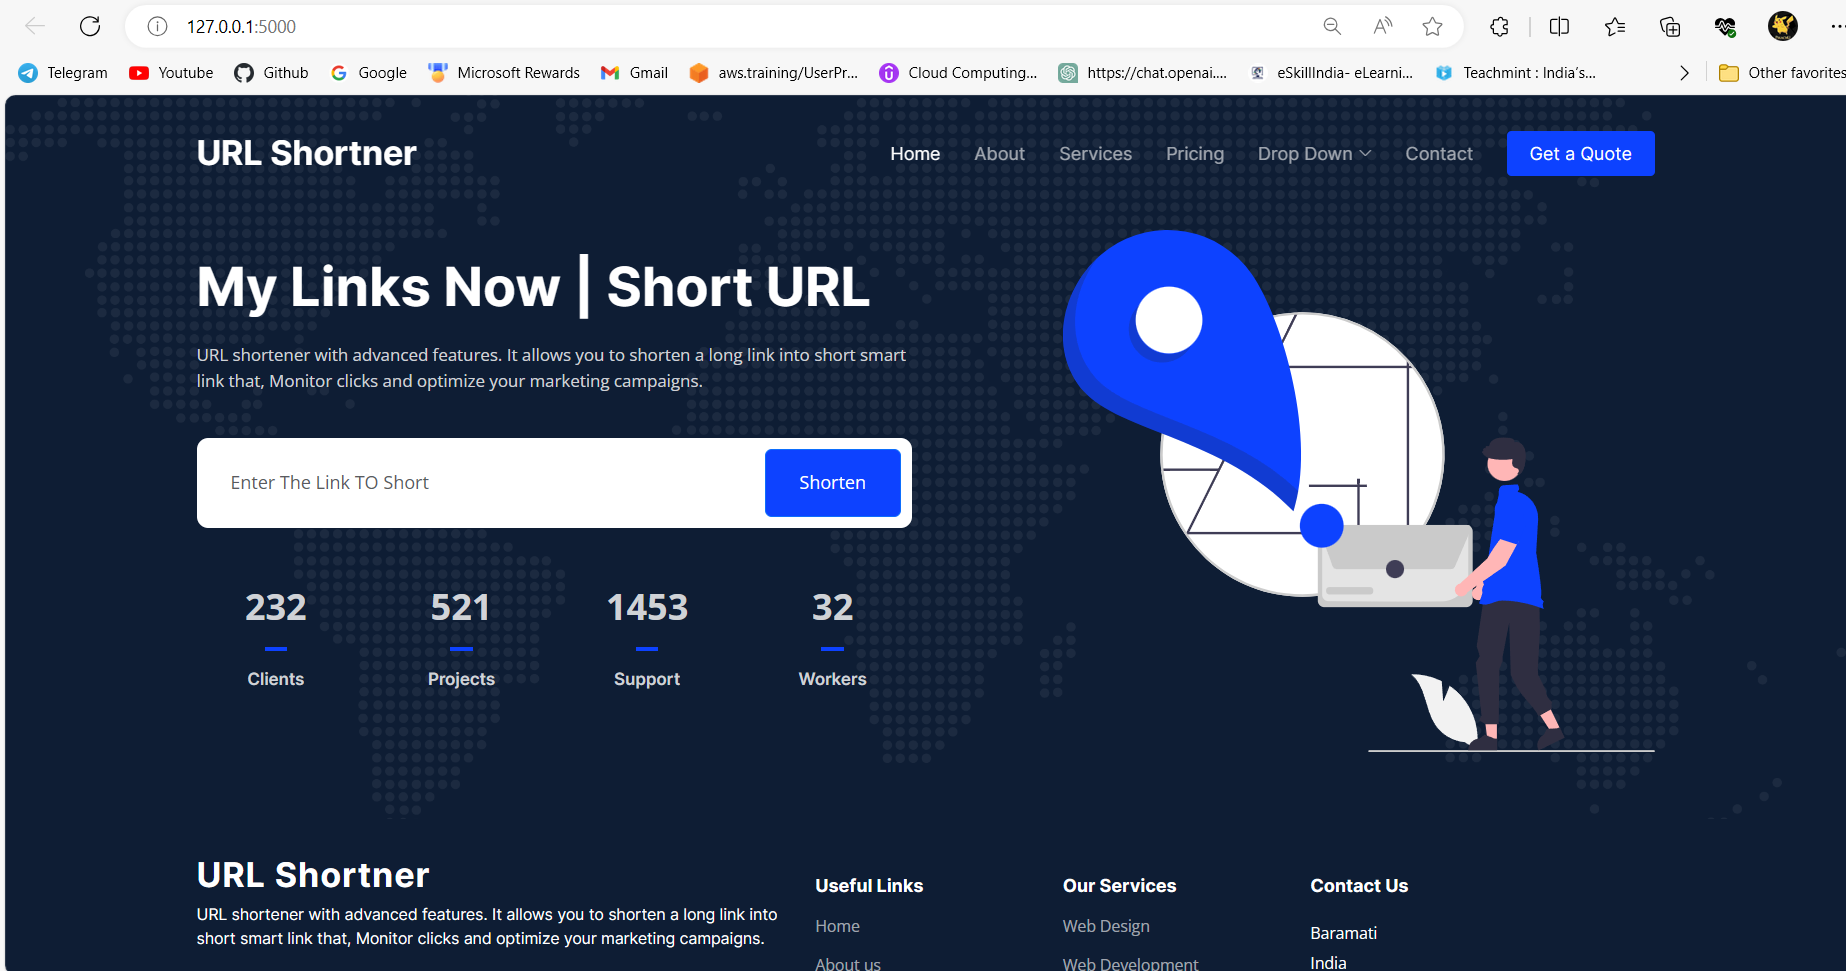 127.0.0.1:5000
Telegram Youtube Github Google Microsoft Rewards Gmail aws.training/UserPr... Cloud Computing... https://chat.openai.... eSkillIndia- eLearni... Teachmint : India's... Other favorites
URL Shortner Home About Services Pricing Drop Down Contact Get a Quote
My Links Now | Short URL
URL shortener with advanced features. It allows you to shorten a long link into short smart
link that, Monitor clicks and optimize your marketing campaigns.
Enter The Link TO Short Shorten
232 521 1453 32
Clients Projects Support Workers
URL Shortner
URL shortener with advanced features. It allows you to shorten a long link into
short smart link that, Monitor clicks and optimize your marketing campaigns.
Useful Links
Home
About us
Our Services
Web Design
Web Development
Contact Us
Baramati
India